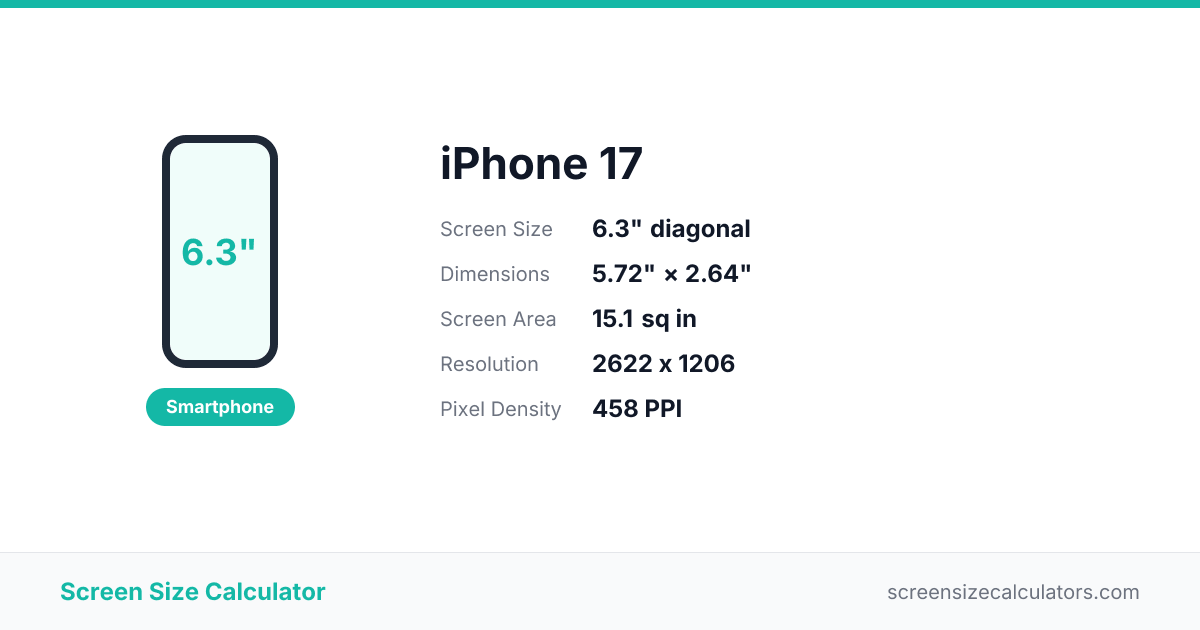 6.3"
Smartphone
iPhone 17
Screen Size 6.3" diagonal
Dimensions 5.72" × 2.64"
Screen Area 15.1 sq in
Resolution 2622 x 1206
Pixel Density 458 PPI
Screen Size Calculator
screensizecalculators.com